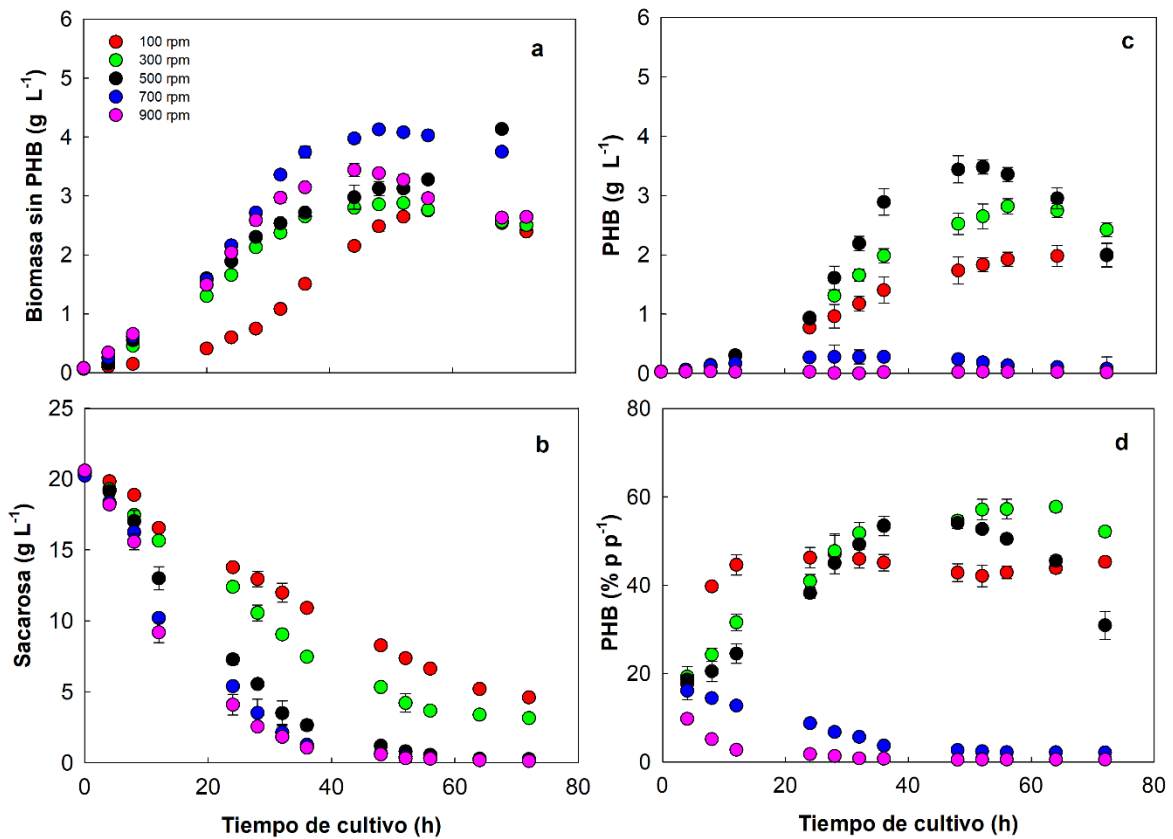 a
Biomasa sin PHB (g L-1)
6
5
4
3
2
1
0
100 rpm
300 rpm
500 rpm
700 rpm
900 rpm
c
PHB (g L-1)
6
5
4
3
2
1
0
b
Sacarosa (g L-1)
25
20
15
10
5
0
0 20 40 60 80
Tiempo de cultivo (h)
d
PHB (% p p-1)
80
60
40
20
0
0 20 40 60 80
Tiempo de cultivo (h)